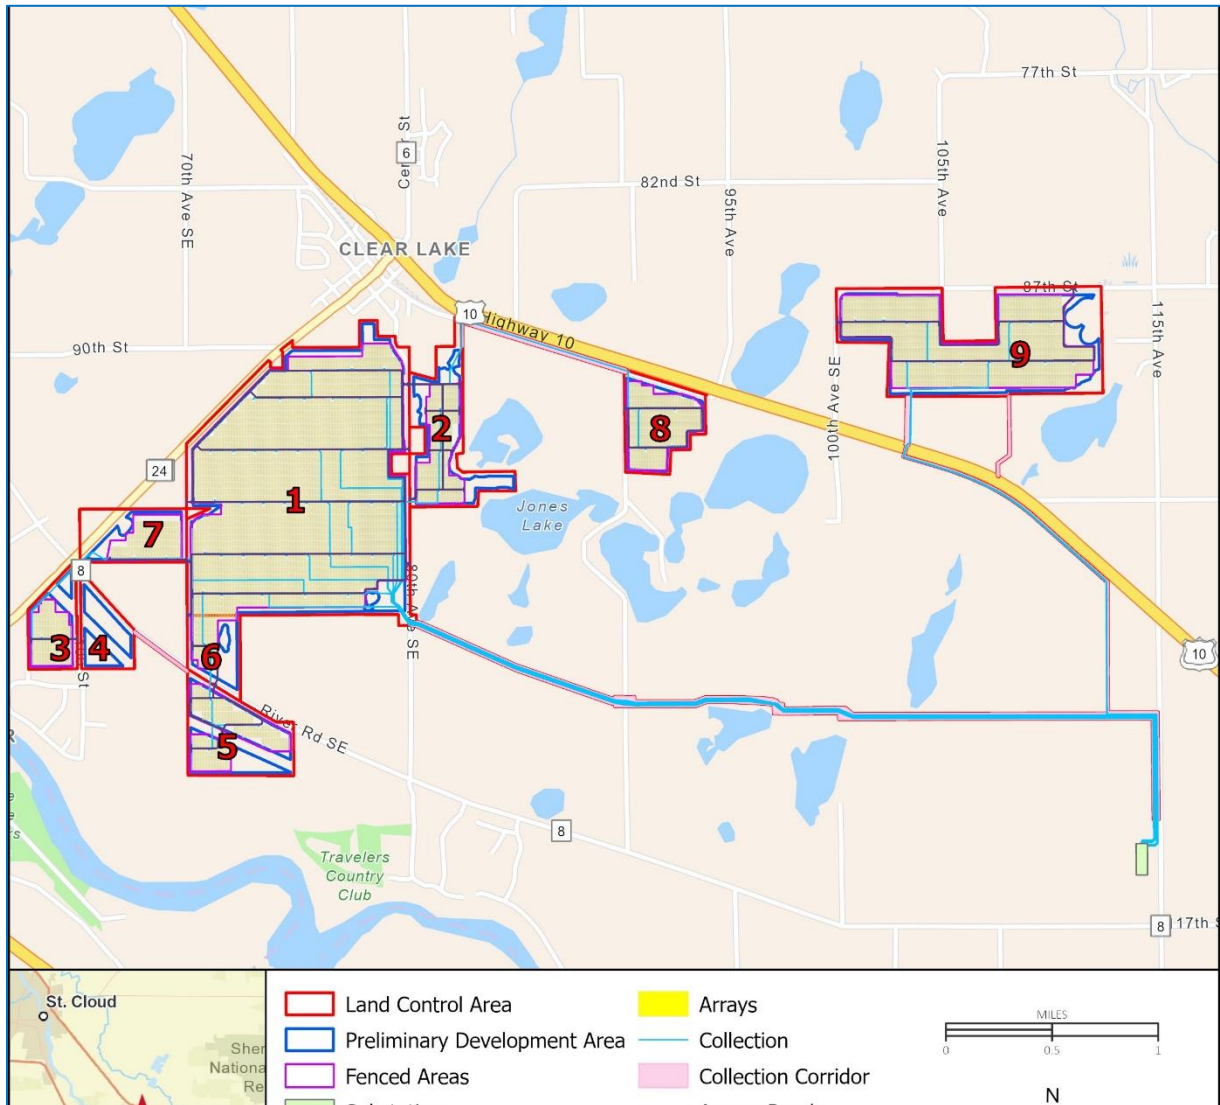 77th St
Center St
6
70th Ave SE
105th Ave
82nd St
95th Ave
CLEAR LAKE
87th St
10
Highway 10
115th Ave
90th St
9
100th Ave SE
2
8
24
1
Jones
Lake
7
8
80th Ave SE
3
4
6
10
River Rd SE
5
8
Travelers
Country
Club
8
117th S
St. Cloud
Land Control Area
Arrays
MILES
Preliminary Development Area
Collection
0
0.5
1
Fenced Areas
Collection Corridor
N